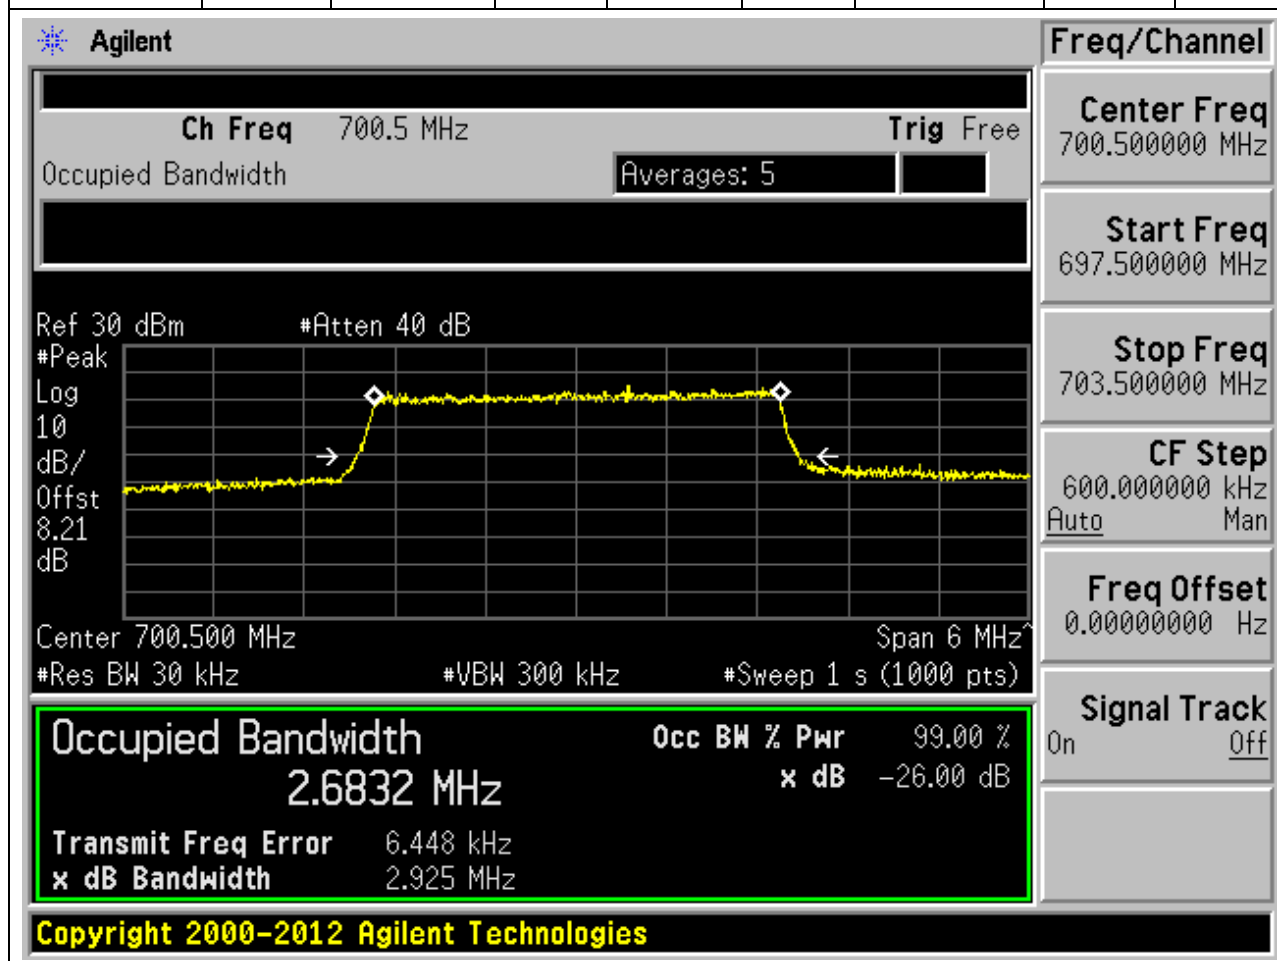 Agilent
Freq/Channel
Ch Freq 700.5 MHz Trig Free
Occupied Bandwidth Averages: 5
Center Freq
700.500000 MHz
Start Freq
697.500000 MHz
Stop Freq
703.500000 MHz
CF Step
600.000000 kHz
Auto Man
Freq Offset
0.00000000 Hz
Signal Track
On Off
Ref 30 dBm #Atten 40 dB
#Peak
Log
10
dB/
Offst
8.21
dB
Center 700.500 MHz Span 6 MHz^
#Res BW 30 kHz #VBW 300 kHz #Sweep 1 s (1000 pts)
Occupied Bandwidth Occ BW % Pwr 99.00 %
2.6832 MHz x dB -26.00 dB
Transmit Freq Error 6.448 kHz
x dB Bandwidth 2.925 MHz
Copyright 2000-2012 Agilent Technologies